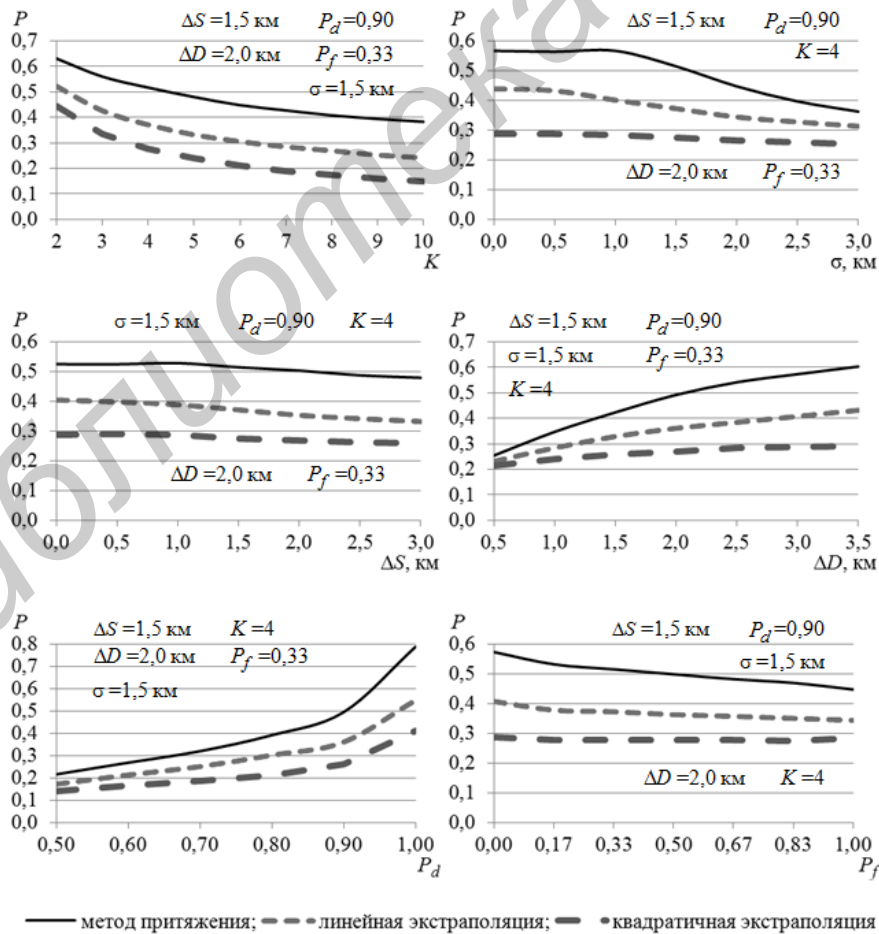 P ΔS =1,5 км P_d=0,90
0,7 ΔD =2,0 км P_f=0,33
0,6 σ =1,5 км
0,5
0,4
0,3
0,2
0,1
0,0
2 3 4 5 6 7 8 9 10
K
P ΔS =1,5 км P_d=0,90
0,6 K=4
0,5
0,4
0,3
0,2 ΔD =2,0 км P_f=0,33
0,1
0,0
0,0 0,5 1,0 1,5 2,0 2,5 3,0
σ, км
P σ =1,5 км P_d=0,90 K=4
0,6
0,5
0,4
0,3
0,2 ΔD =2,0 км P_f=0,33
0,1
0,0
0,0 0,5 1,0 1,5 2,0 2,5 3,0
ΔS, км
P ΔS =1,5 км P_d=0,90
0,7 σ =1,5 км P_f=0,33
0,6 K=4
0,5
0,4
0,3
0,2
0,1
0,0
0,5 1,0 1,5 2,0 2,5 3,0 3,5
ΔD, км
P ΔS =1,5 км K=4
0,8 ΔD =2,0 км P_f=0,33
0,7 σ =1,5 км
0,6
0,5
0,4
0,3
0,2
0,1
0,0
0,50 0,60 0,70 0,80 0,90 1,00
P_d
P ΔS =1,5 км P_d=0,90
0,6 σ =1,5 км
0,5
0,4
0,3
0,2 ΔD =2,0 км K=4
0,1
0,0
0,00 0,17 0,33 0,50 0,67 0,83 1,00
P_f
метод притяжения; линейная экстраполяция; квадратичная экстраполяция
блиотека